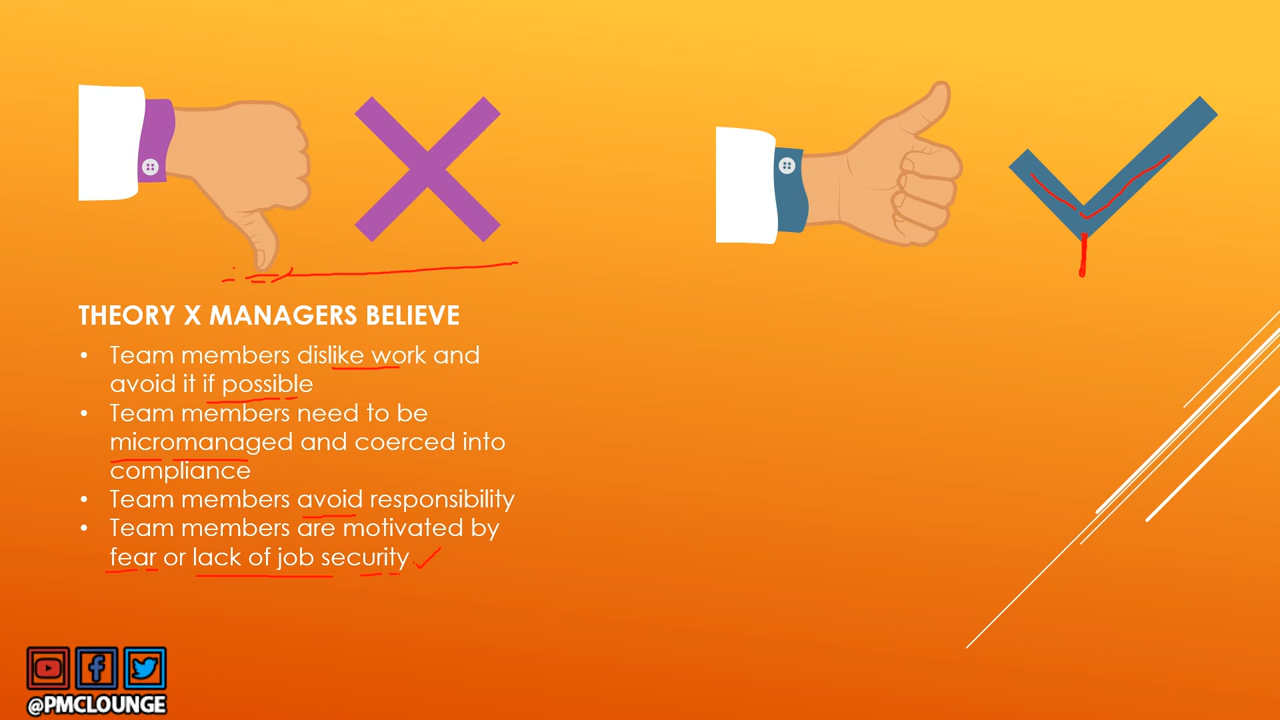 THEORY X MANAGERS BELIEVE
• Team members dislike work and
avoid it if possible
• Team members need to be
micromanaged and coerced into
compliance
• Team members avoid responsibility
• Team members are motivated by
fear or lack of job security
@PMCLOUNGE